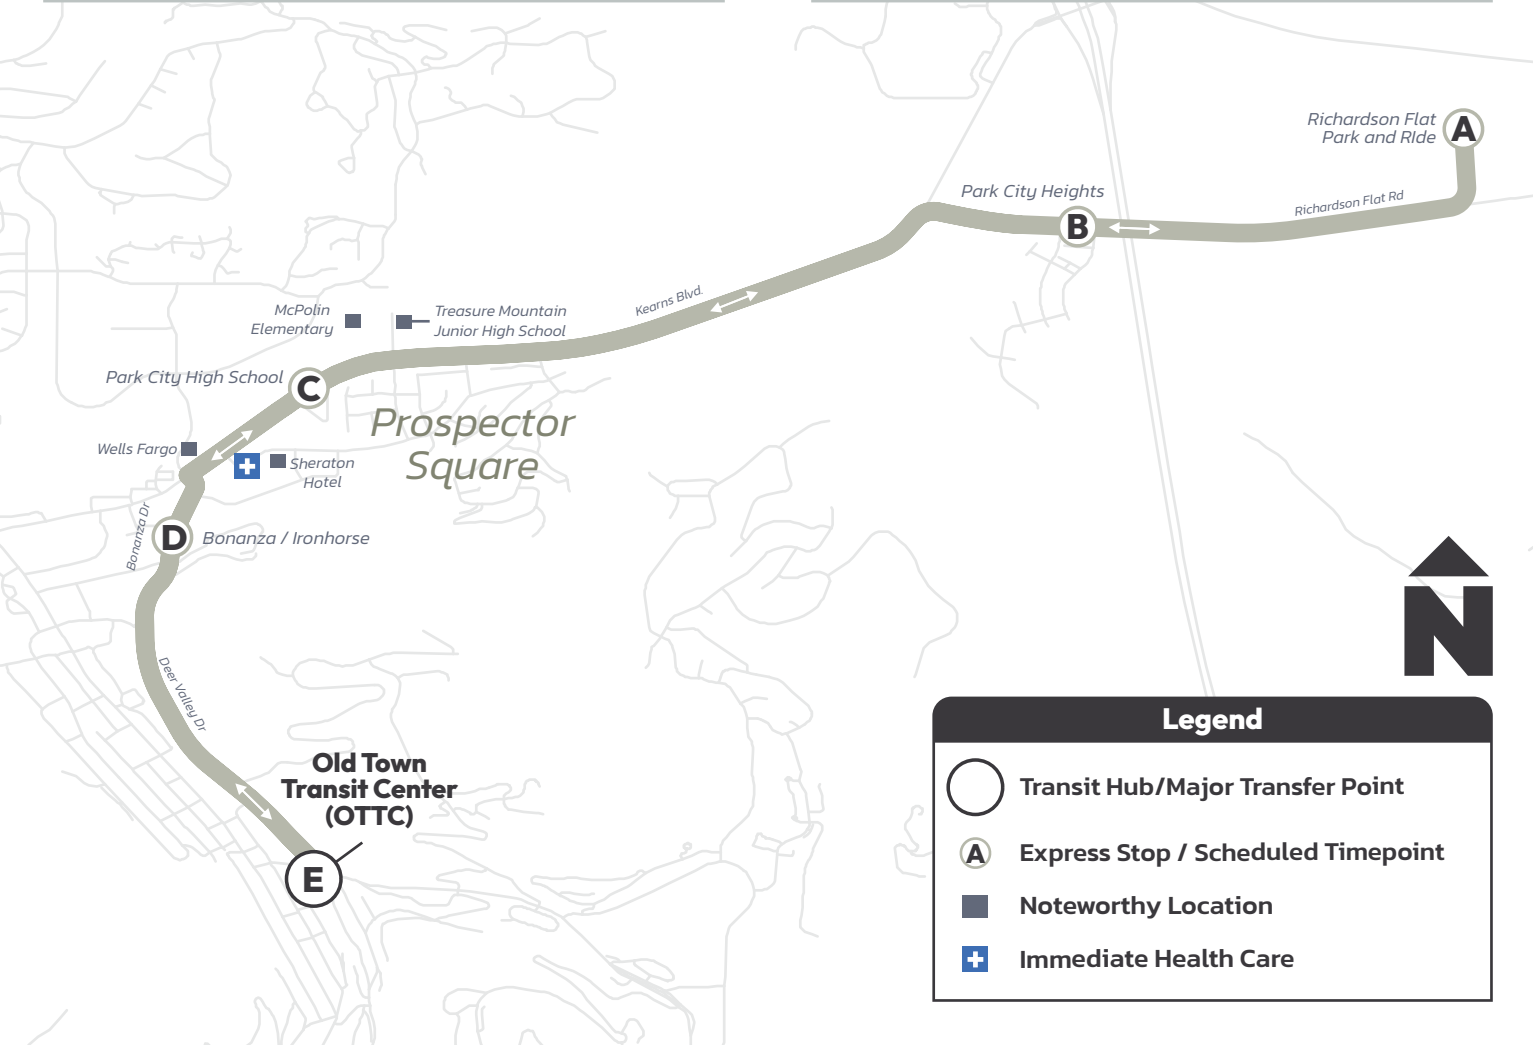 Richardson Flat
Park and RIde
A
Park City Heights
Richardson Flat Rd
B
Kearns Blvd.
McPolin
Elementary
Treasure Mountain
Junior High School
Park City High School
C
Prospector
Square
Wells Fargo
Sheraton
Hotel
Bonanza Dr
D
Bonanza / Ironhorse
Deer Valley Dr
Old Town
Transit Center
(OTTC)
E
N
Legend
Transit Hub/Major Transfer Point
A
Express Stop / Scheduled Timepoint
Noteworthy Location
Immediate Health Care